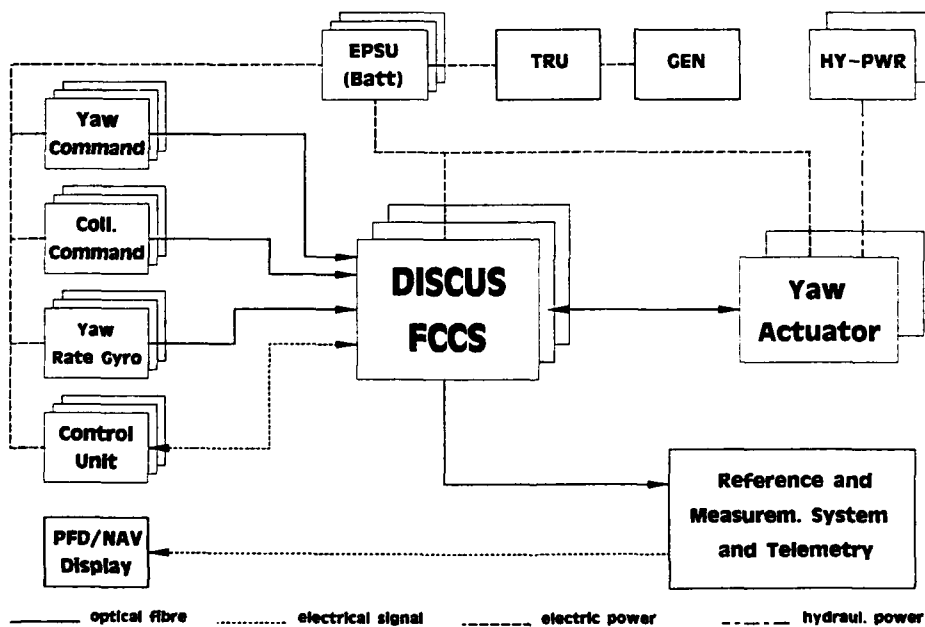 EPSU
(Batt)
TRU
GEN
HY-PWR
Yaw
Command
Coll.
Command
Yaw
Rate Gyro
Control
Unit
PFD/NAV
Display
DISCUS
FCCS
Yaw
Actuator
Reference and
Measurem. System
and Telemetry
optical fibre
electrical signal
electric power
hydraul. power